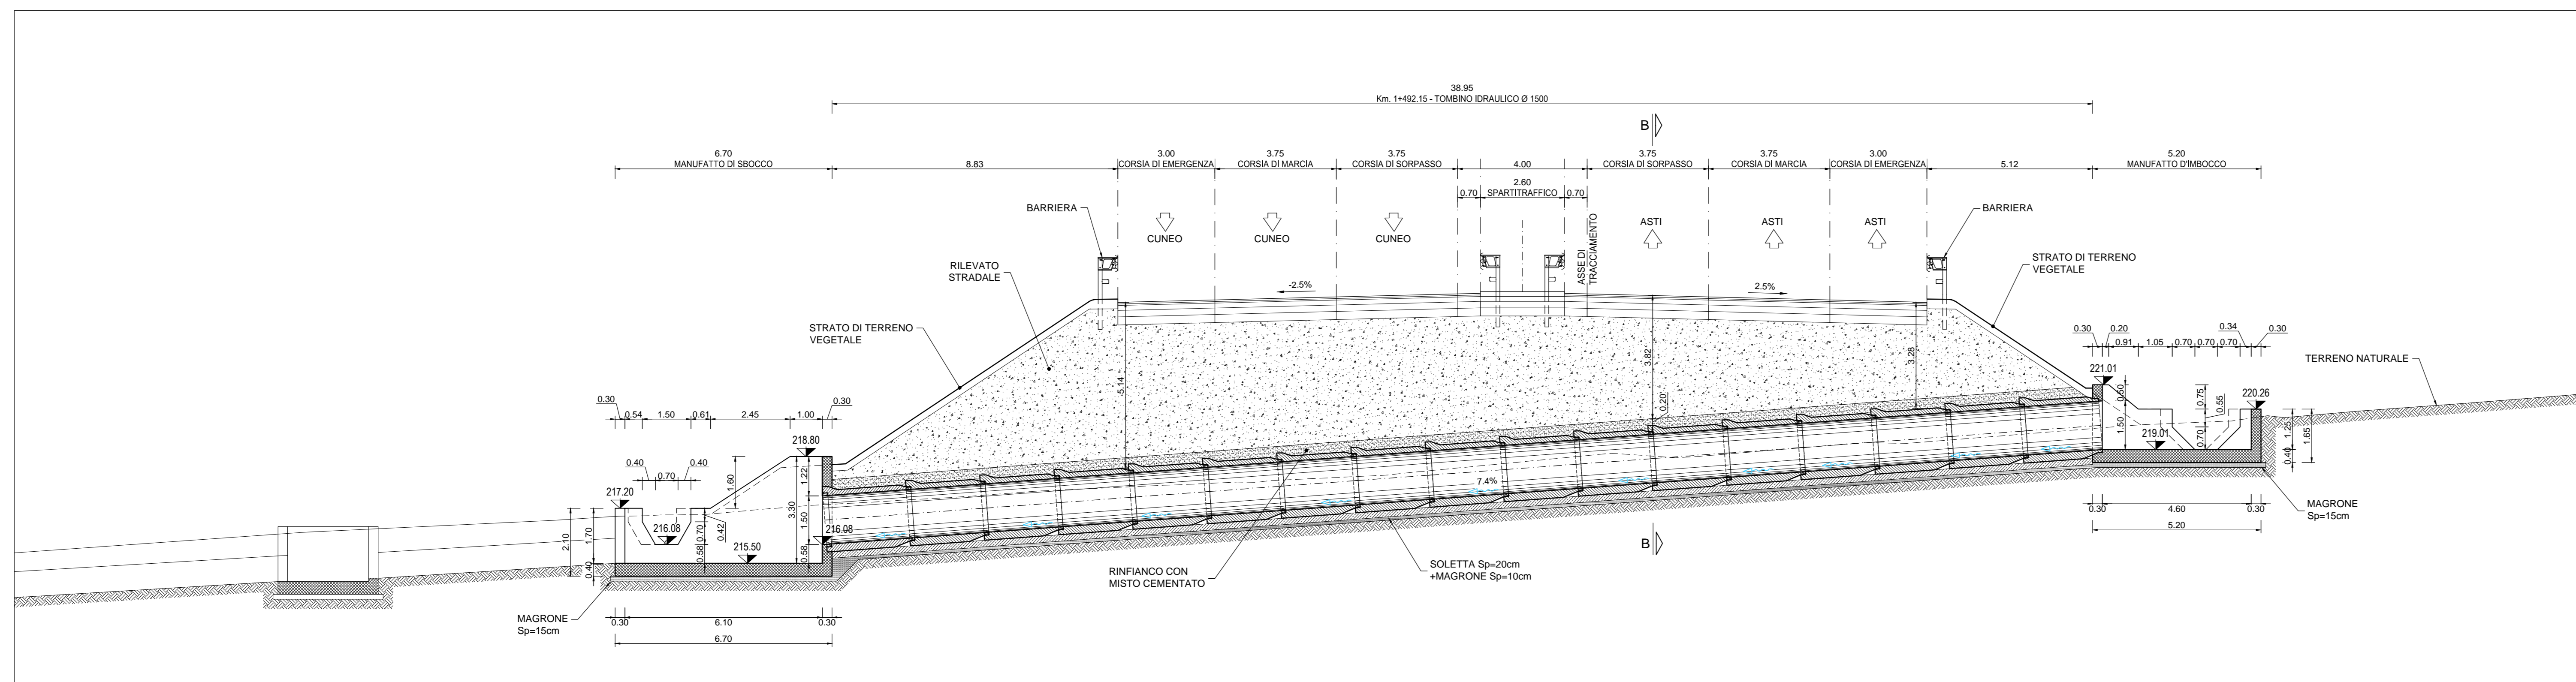 38.95
Km. 1+492.15 - TOMBINO IDRAULICO Ø 1500
B
6.70
MANUFATTO DI SBOCCO
8.83
3.00
CORSIA DI EMERGENZA
3.75
CORSIA DI MARCIA
3.75
CORSIA DI SORPASSO
4.00
3.75
CORSIA DI SORPASSO
3.75
CORSIA DI MARCIA
3.00
CORSIA DI EMERGENZA
5.12
5.20
MANUFATTO D'IMBOCCO
2.60
0.70
SPARTITRAFFICO
0.70
BARRIERA
CUNEO
CUNEO
CUNEO
ASSE DI
TRACCIAMENTO
ASTI
ASTI
ASTI
BARRIERA
RILEVATO
STRADALE
STRATO DI TERRENO
VEGETALE
-2.5%
2.5%
STRATO DI TERRENO
VEGETALE
TERRENO NATURALE
5.14
3.82
0.20
3.28
0.30
0.20
0.34
0.30
0.91
1.05
0.70
0.70
0.70
221.01
220.26
0.50
0.75
0.55
1.50
0.70
219.01
1.25
0.40
1.65
0.30
0.54
1.50
0.61
2.45
1.00
0.30
218.80
0.40
0.70
0.40
217.20
216.08
215.50
1.60
3.30
1.22
1.50
0.58
216.08
2.10
1.70
0.40
0.70
0.58
0.42
7.4%
MAGRONE
Sp=15cm
0.30
4.60
0.30
5.20
B
RINFIANCO CON
MISTO CEMENTATO
SOLETTA Sp=20cm
+MAGRONE Sp=10cm
MAGRONE
Sp=15cm
0.30
6.10
0.30
6.70